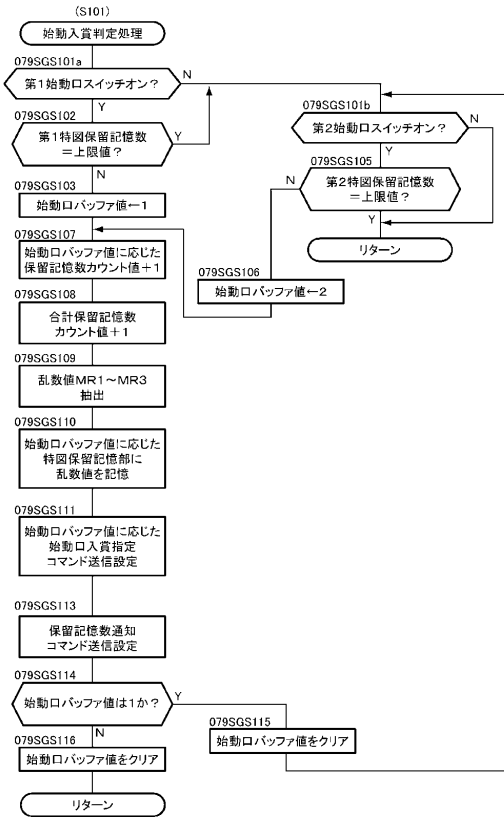 (S101)
始動入賞判定処理
079SGS101a
第1始動口スイッチオン?
N
Y
079SGS102
第1特図保留記憶数
=上限値?
Y
N
079SGS103
始動口バッファ値←1
079SGS107
始動口バッファ値に応じた
保留記憶数カウント値+1
079SGS108
合計保留記憶数
カウント値+1
079SGS109
乱数値MR1~MR3
抽出
079SGS110
始動口バッファ値に応じた
特図保留記憶部に
乱数値を記憶
079SGS111
始動口バッファ値に応じた
始動口入賞指定
コマンド送信設定
079SGS113
保留記憶数通知
コマンド送信設定
079SGS114
始動口バッファ値は1か?
Y
N
079SGS116
始動口バッファ値をクリア
リターン
079SGS101b
第2始動口スイッチオン?
N
Y
079SGS105
第2特図保留記憶数
=上限値?
N
Y
リターン
079SGS106
始動口バッファ値←2
079SGS115
始動口バッファ値をクリア